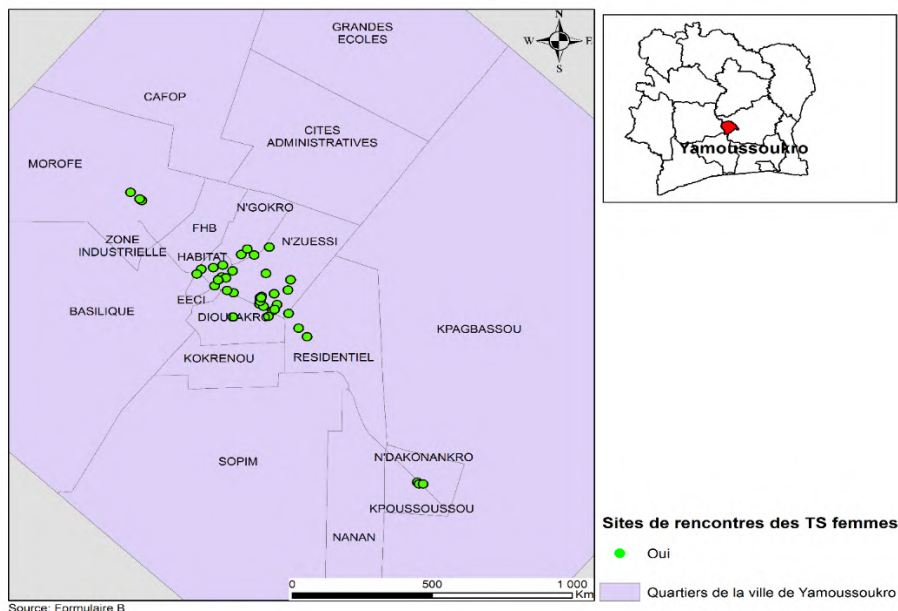 GRANDES
ECOLES
N
W E
S
CAFOP
CITES
ADMINISTRATIVES
MOROFE
N'GOKRO
FHB
N'ZUESSI
ZONE
INDUSTRIELLE
HABITAT
BASILIQUE
EECI
DIOULAKRO
KPAGBASSOU
KOKRENOU
RESIDENTIEL
SOPIM
N'DAKONANKRO
KPOUSSOUSSOU
NANAN
0 500 1 000
Km
Source: Formulaire B
Yamoussoukro
Sites de rencontres des TS femmes
Oui
Quartiers de la ville de Yamoussoukro